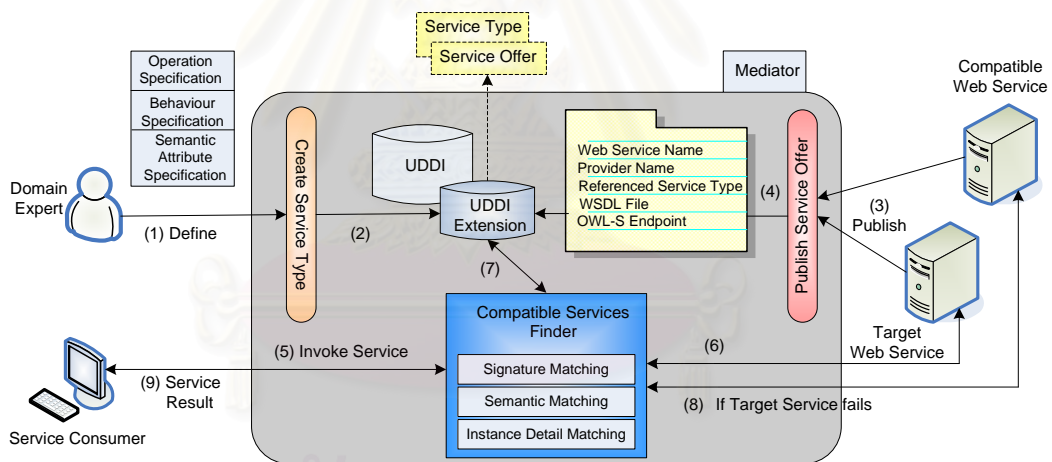 Service Type
Service Offer
Operation
Specification
Behaviour
Specification
Semantic
Attribute
Specification
Mediator
Compatible
Web Service
Domain
Expert
(1) Define
Create Service Type
(2)
UDDI
UDDI
Extension
Web Service Name
Provider Name
Referenced Service Type
WSDL File
OWL-S Endpoint
(4)
Publish Service Offer
(3)
Publish
(7)
Target
Web Service
Compatible Services
Finder
Signature Matching
Semantic Matching
Instance Detail Matching
(5) Invoke Service
(6)
(8) If Target Service fails
(9) Service
Result
Service Consumer